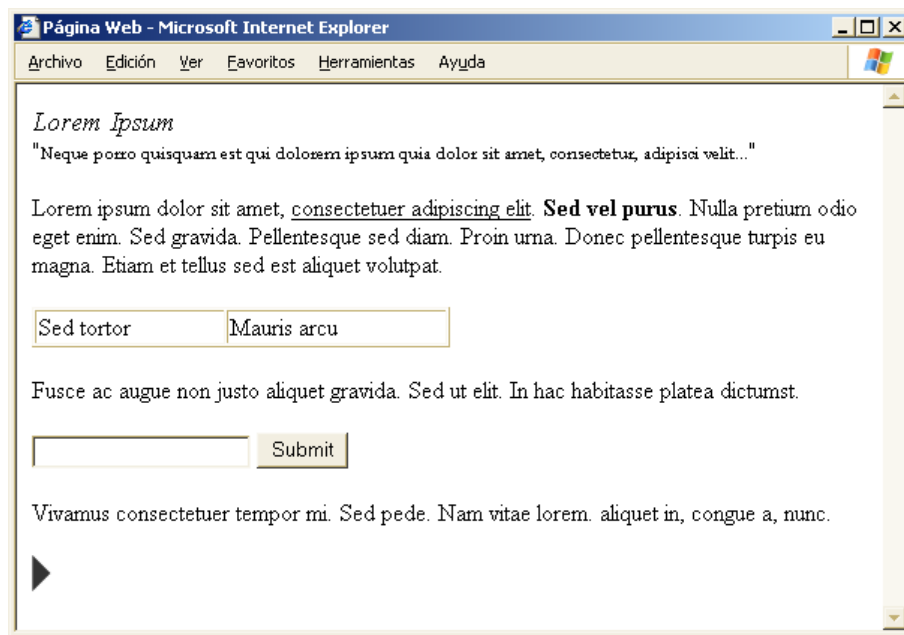 Página Web - Microsoft Internet Explorer
Archivo Edición Ver Favoritos Herramientas Ayuda
Lorem Ipsum
"Neque porro quisquam est qui dolorem ipsum quia dolor sit amet, consectetur, adipisci velit..."
Lorem ipsum dolor sit amet, consectetuer adipiscing elit. Sed vel purus. Nulla pretium odio
eget enim. Sed gravida. Pellentesque sed diam. Proin urna. Donec pellentesque turpis eu
magna. Etiam et tellus sed est aliquet volutpat.
Sed tortor Mauris arcu
Fusce ac augue non justo aliquet gravida. Sed ut elit. In hac habitasse platea dictumst.
Submit
Vivamus consectetuer tempor mi. Sed pede. Nam vitae lorem. aliquet in, congue a, nunc.